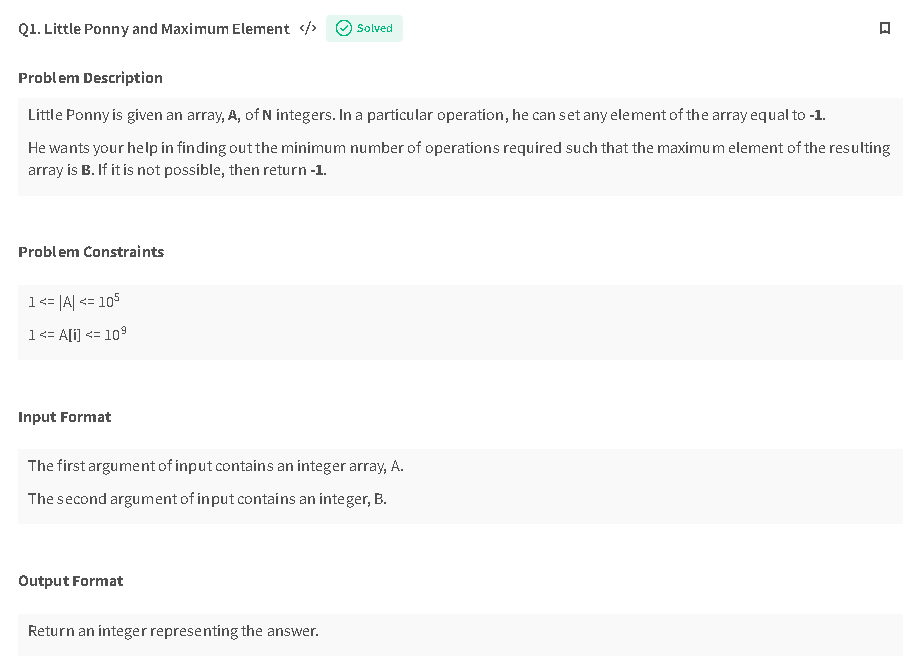 Q1. Little Ponny and Maximum Element </> Solved
Problem Description
Little Ponny is given an array, A, of N integers. In a particular operation, he can set any element of the array equal to -1.
He wants your help in finding out the minimum number of operations required such that the maximum element of the resulting
array is B. If it is not possible, then return -1.
Problem Constraints
1 <= |A| <= 10⁵
1 <= A[i] <= 10⁹
Input Format
The first argument of input contains an integer array, A.
The second argument of input contains an integer, B.
Output Format
Return an integer representing the answer.